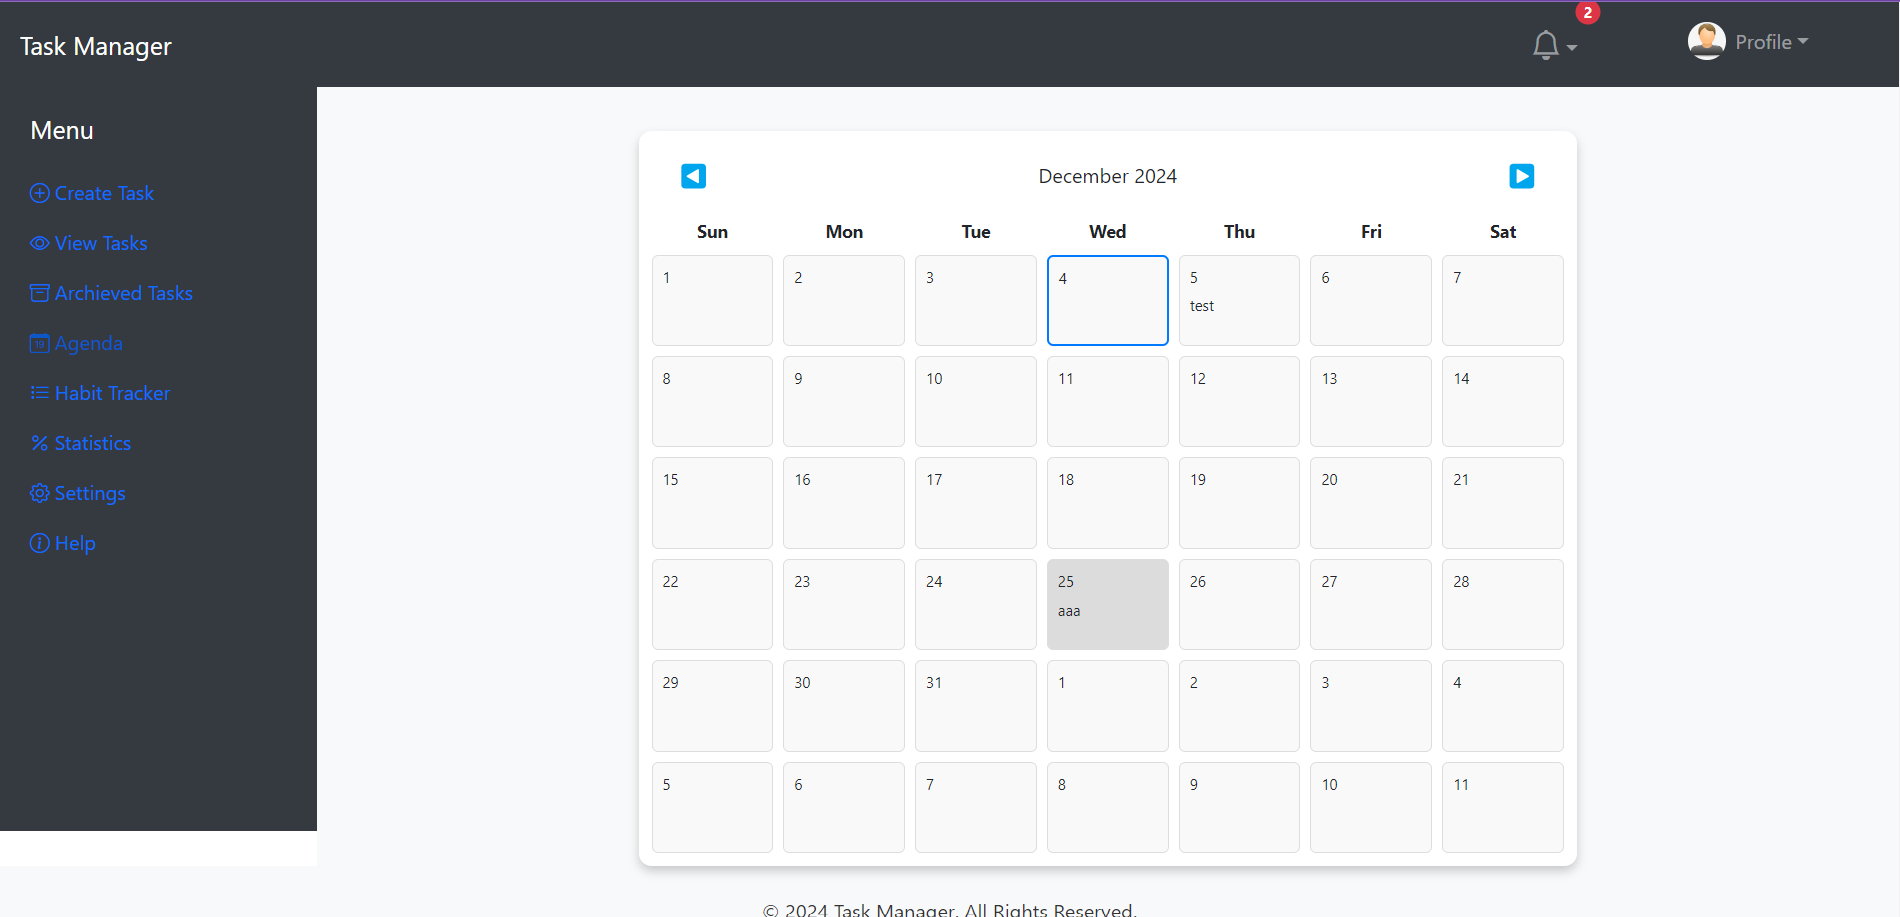 2
Task Manager
Profile
Menu
Create Task
View Tasks
Archieved Tasks
19 Agenda
Habit Tracker
Statistics
Settings
Help
December 2024
Sun Mon Tue Wed Thu Fri Sat
1 2 3 4 5 6 7
test
8 9 10 11 12 13 14
15 16 17 18 19 20 21
22 23 24 25 26 27 28
aaa
29 30 31 1 2 3 4
5 6 7 8 9 10 11
© 2024 Task Manager. All Rights Reserved.